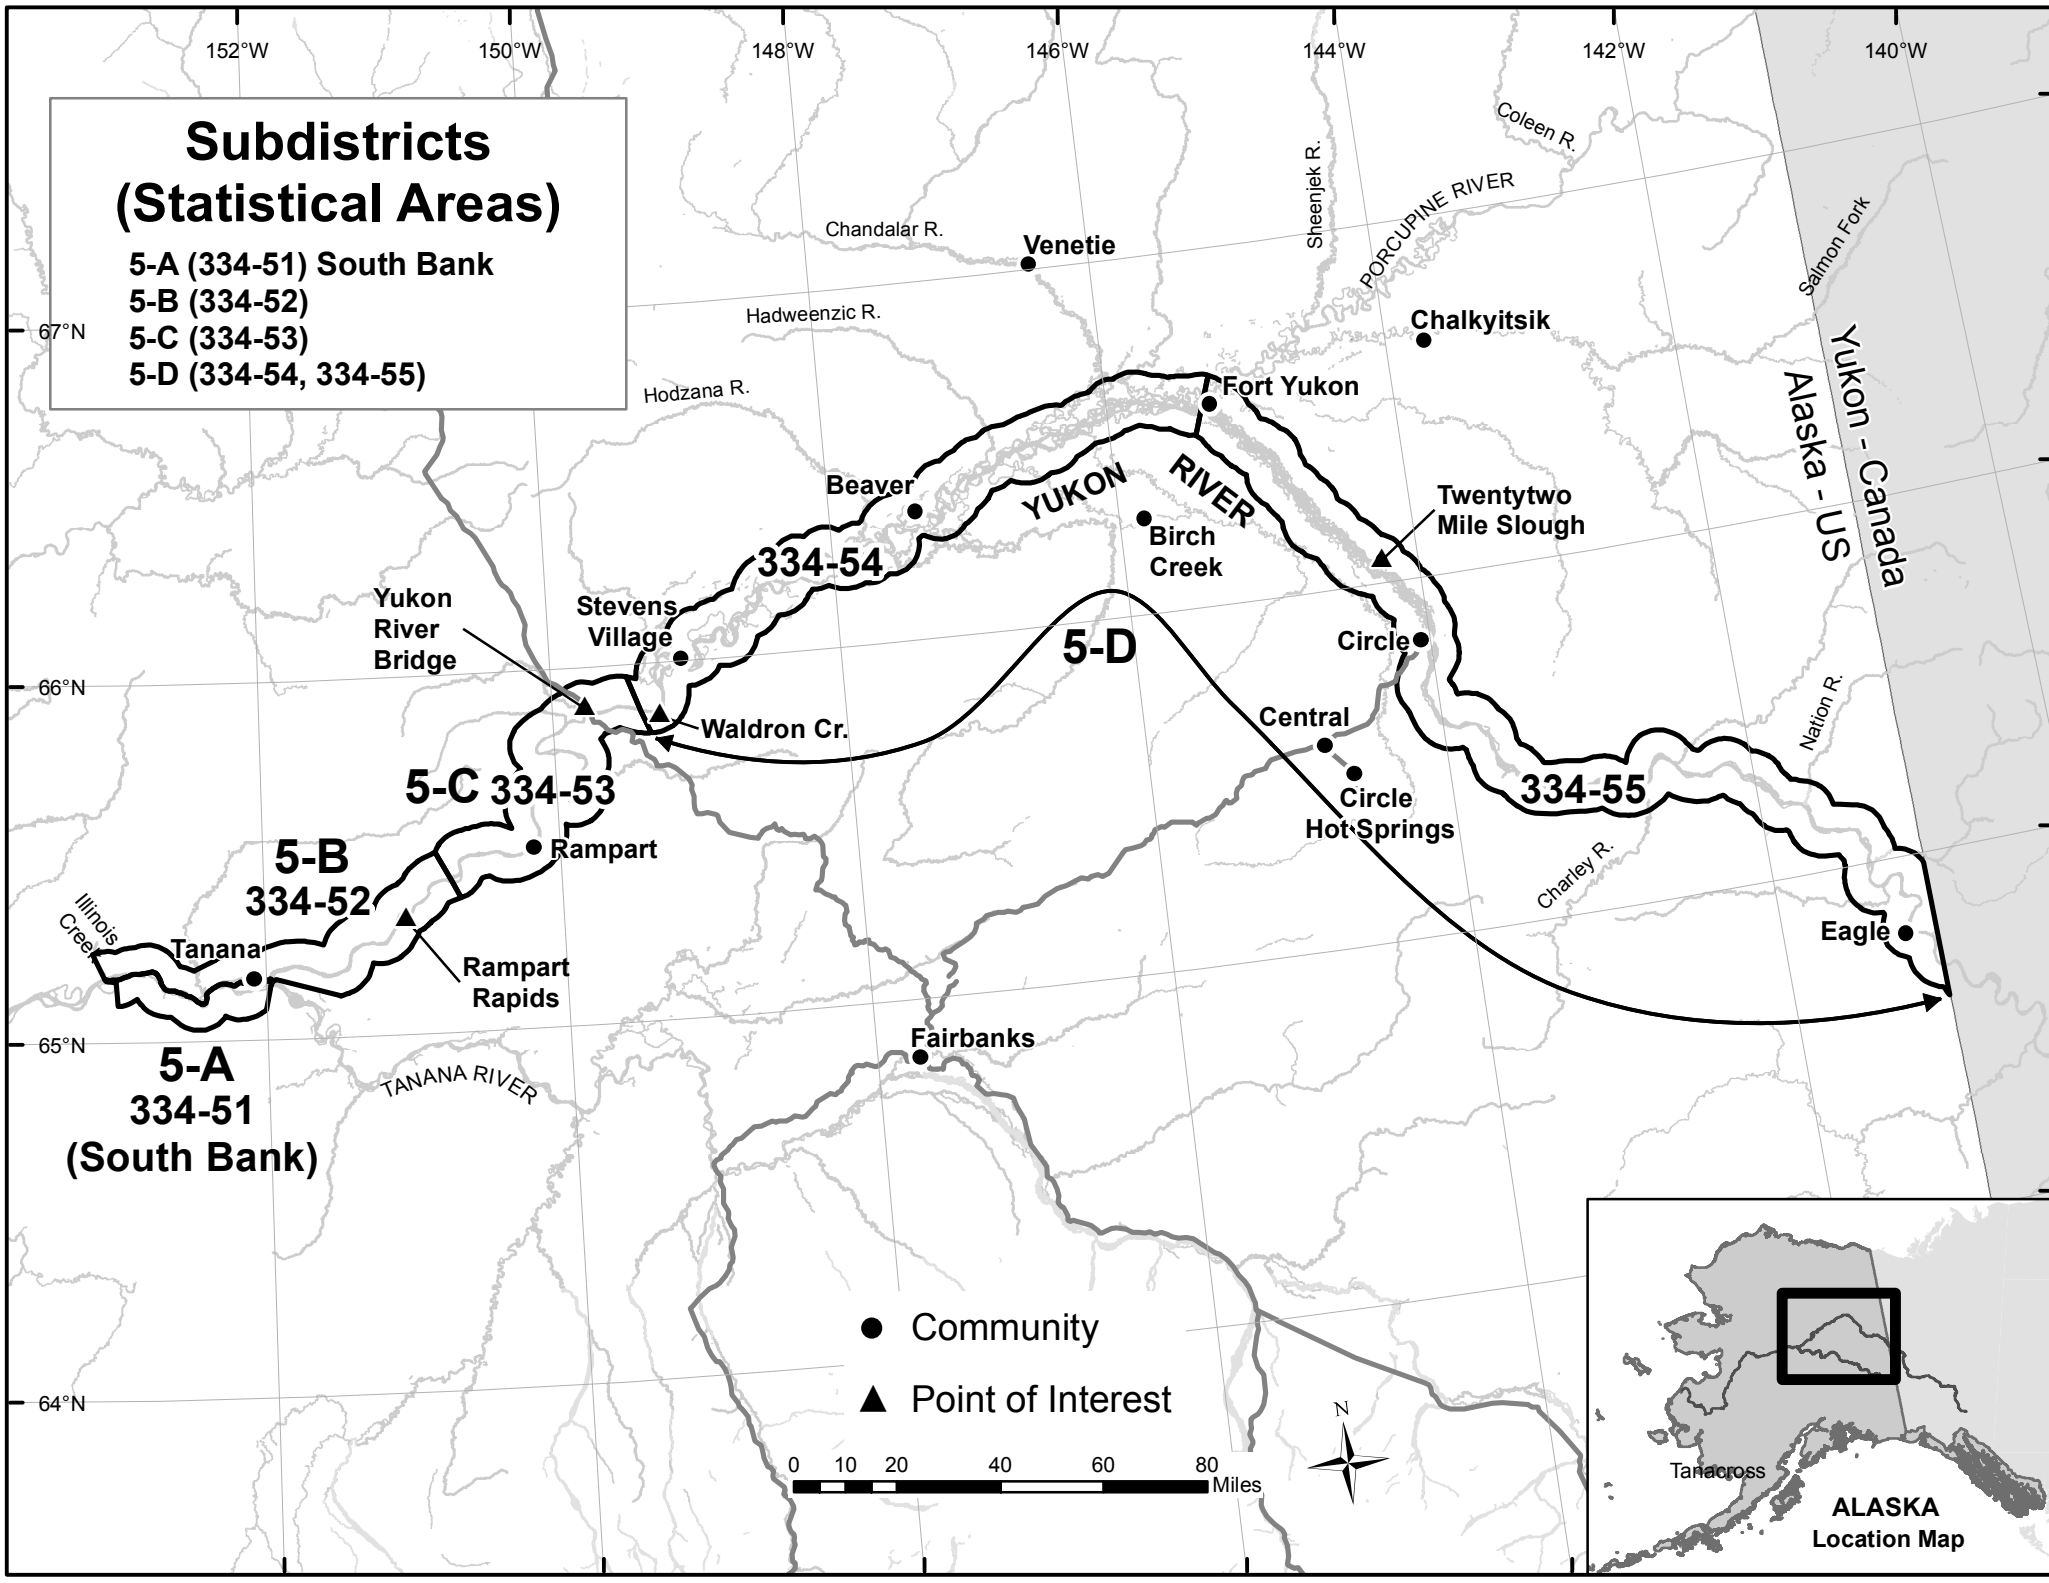 152°W
150°W
148°W
146°W
144°W
142°W
140°W
Subdistricts
(Statistical Areas)
5-A (334-51) South Bank
5-B (334-52)
5-C (334-53)
5-D (334-54, 334-55)
Coleen R.
Sheenjek R.
PORCUPINE RIVER
Salmon Fork
Chandalar R.
Venetie
Hadweenzic R.
67°N
Chalkyitsik
Yukon - Canada
Alaska - US
Hodzana R.
Fort Yukon
Beaver
YUKON
RIVER
Twentytwo
Mile Slough
Birch
Creek
334-54
Yukon
River
Bridge
Stevens
Village
5-D
Circle
66°N
Waldron Cr.
Central
Nation R.
5-C 334-53
334-55
Circle
Hot Springs
Rampart
5-B
334-52
Charley R.
Illinois
Creek
Tanana
Eagle
Rampart
Rapids
65°N
Fairbanks
5-A
334-51
(South Bank)
TANANA RIVER
Community
Point of Interest
64°N
N
0 10 20 40 60 80
Miles
Tanacross
ALASKA
Location Map